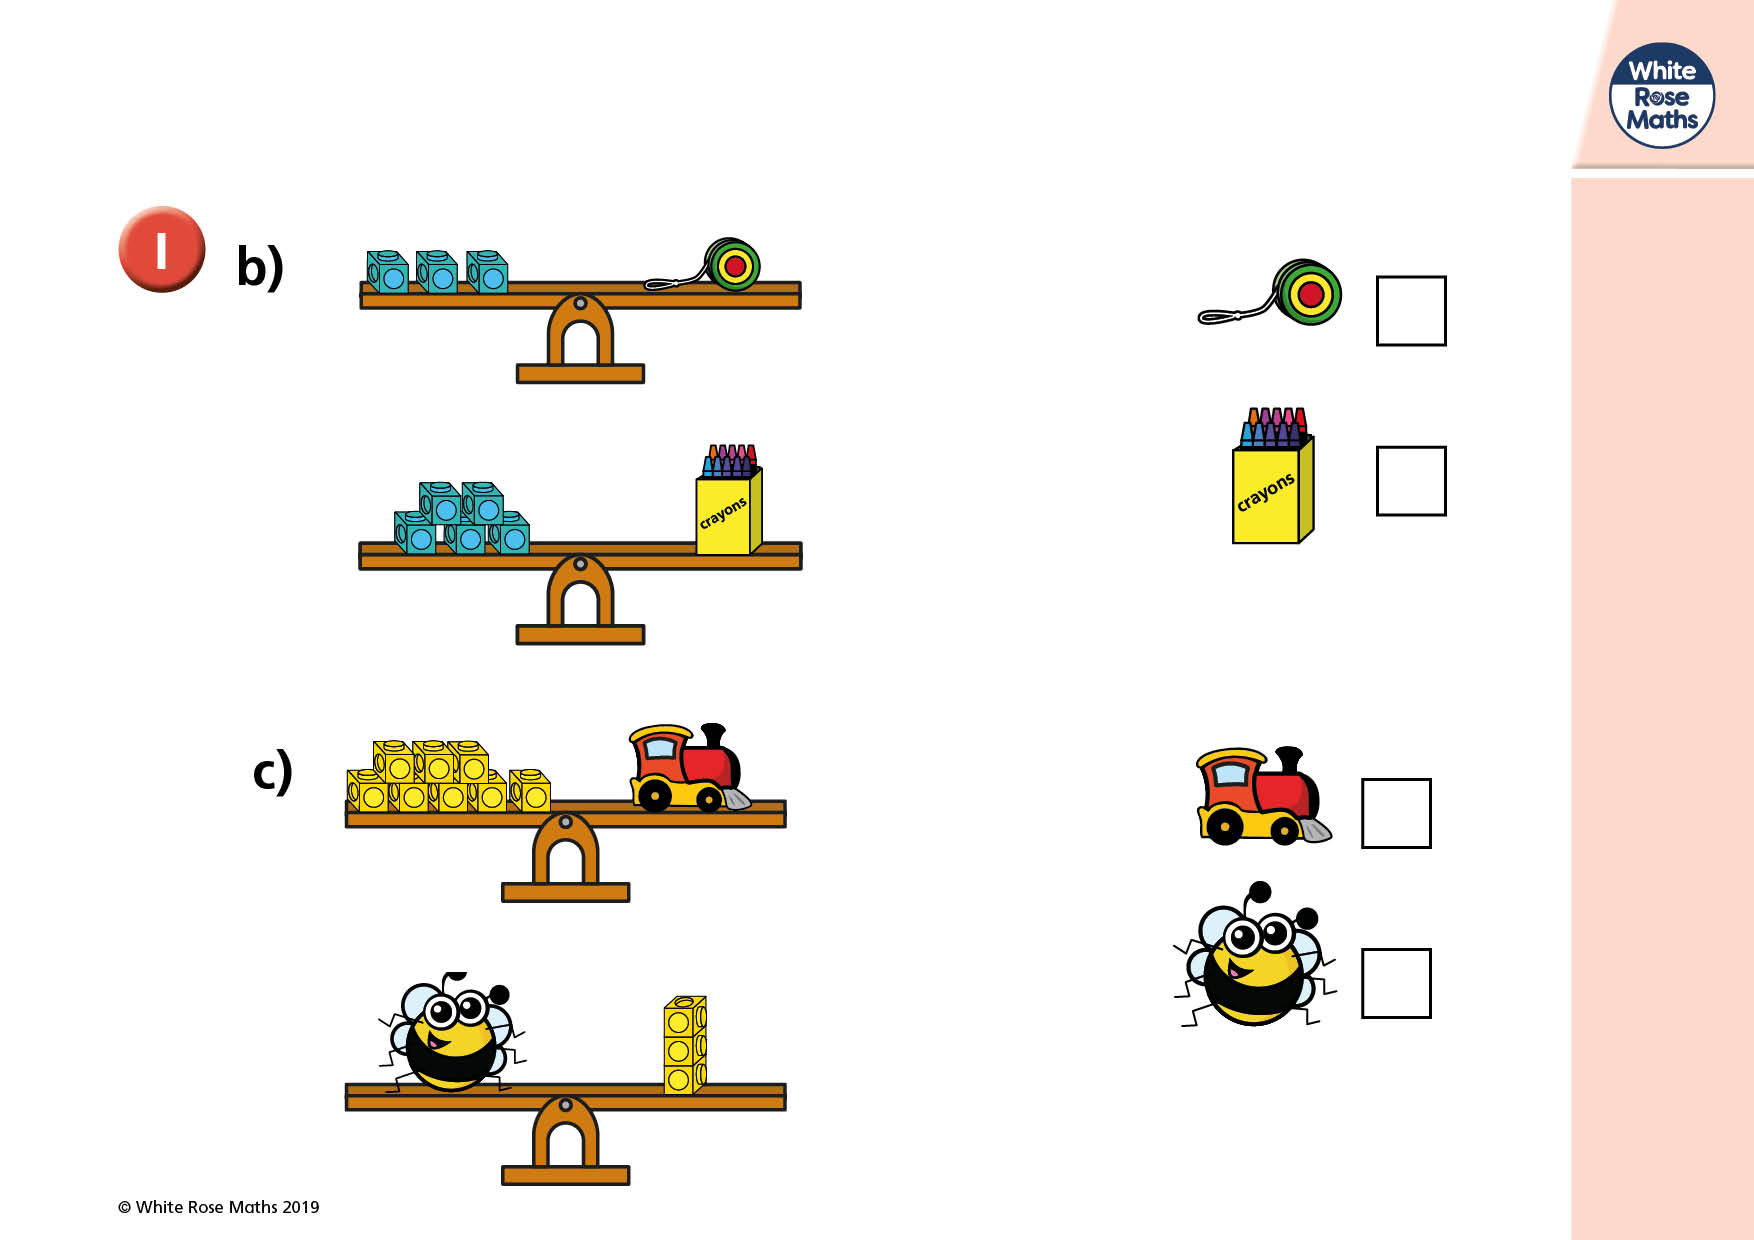 White
Rose
Maths
1
b)
crayons
crayons
c)
© White Rose Maths 2019